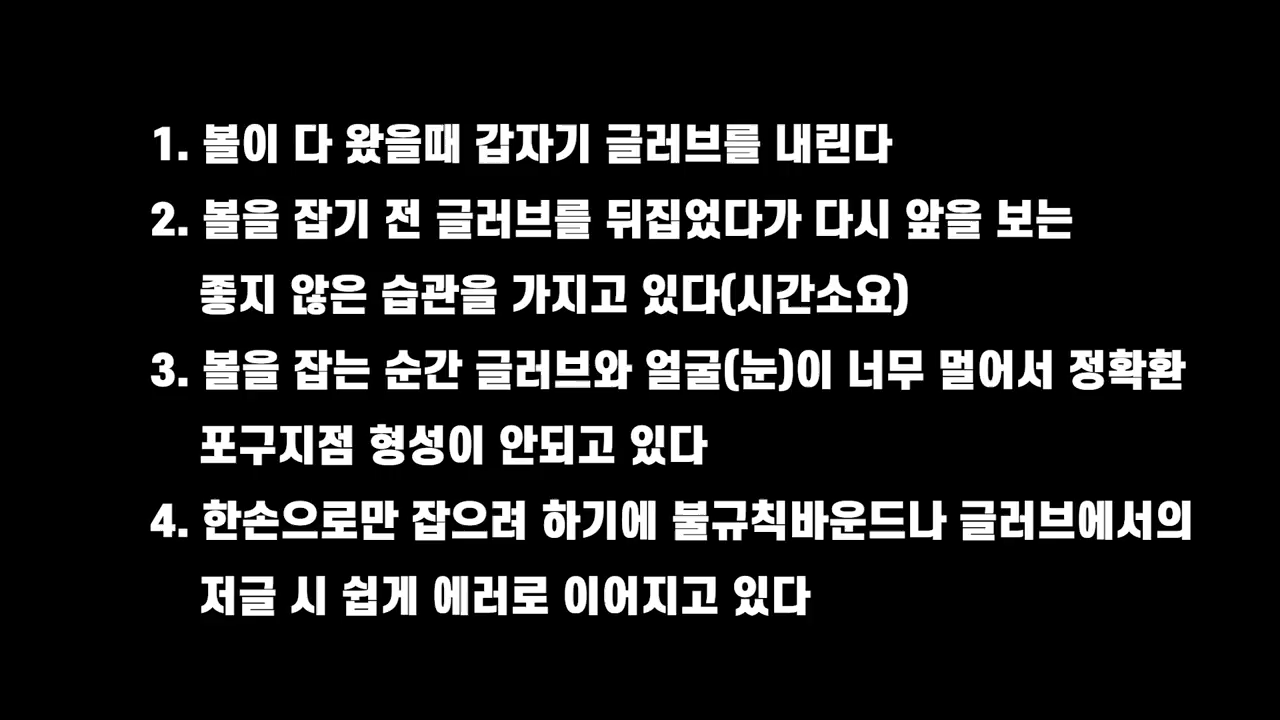 1. 볼이 다 왔을때 갑자기 글러브를 내린다
2. 볼을 잡기 전 글러브를 뒤집었다가 다시 앞을 보는
좋지 않은 습관을 가지고 있다(시간소요)
3. 볼을 잡는 순간 글러브와 얼굴(눈)이 너무 멀어서 정확환
포구지점 형성이 안되고 있다
4. 한손으로만 잡으려 하기에 불규칙바운드나 글러브에서의
저글 시 쉽게 에러로 이어지고 있다